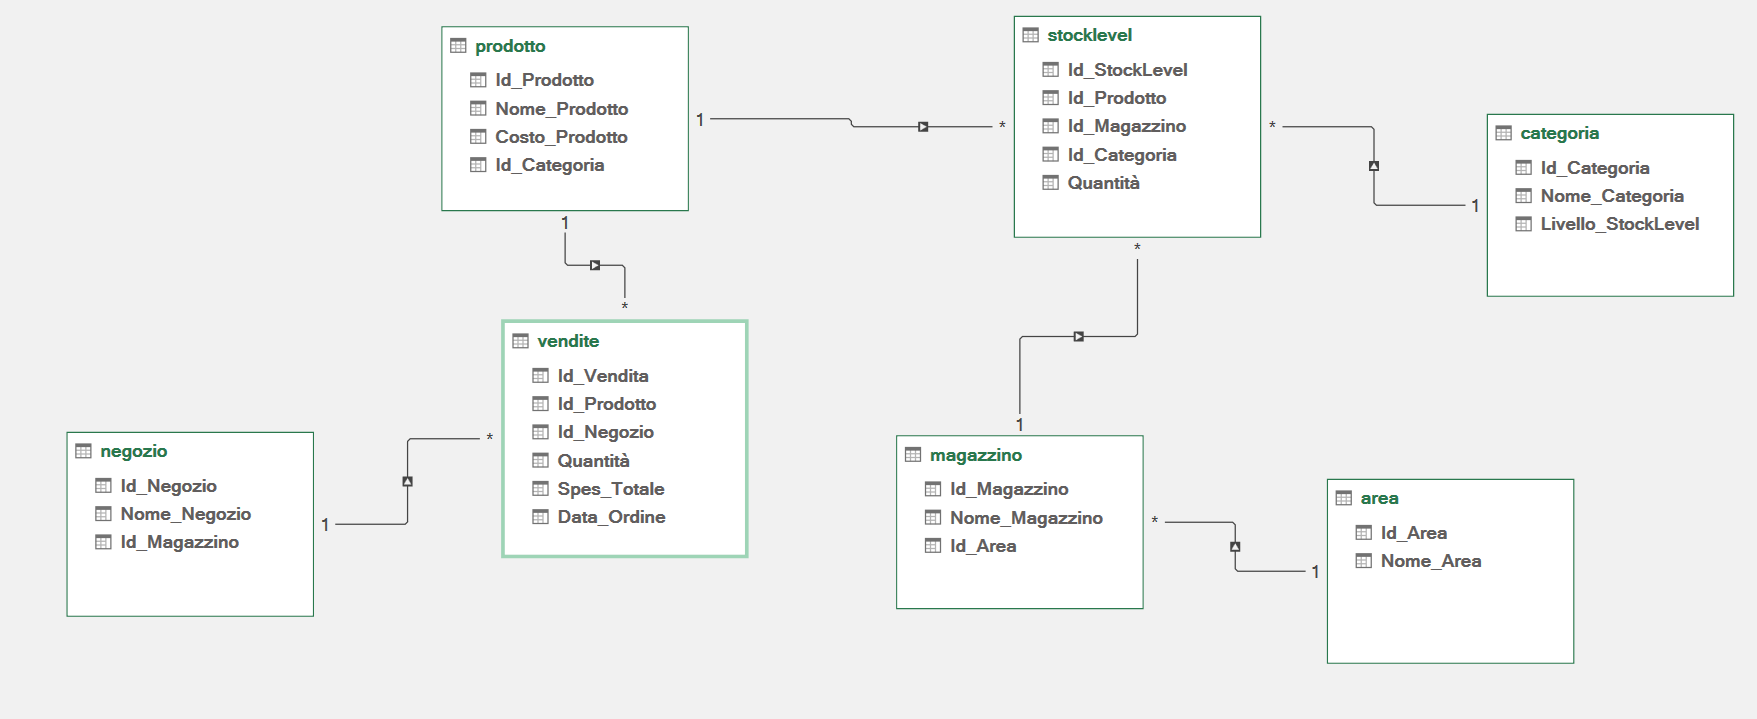 prodotto
Id_Prodotto
Nome_Prodotto
Costo_Prodotto
Id_Categoria
1
*
1
*
stocklevel
Id_StockLevel
Id_Prodotto
Id_Magazzino
Id_Categoria
Quantità
*
1
*
1
categoria
Id_Categoria
Nome_Categoria
Livello_StockLevel
vendite
Id_Vendita
Id_Prodotto
Id_Negozio
Quantità
Spes_Totale
Data_Ordine
negozio
Id_Negozio
Nome_Negozio
Id_Magazzino
1
*
magazzino
Id_Magazzino
Nome_Magazzino
Id_Area
*
1
area
Id_Area
Nome_Area